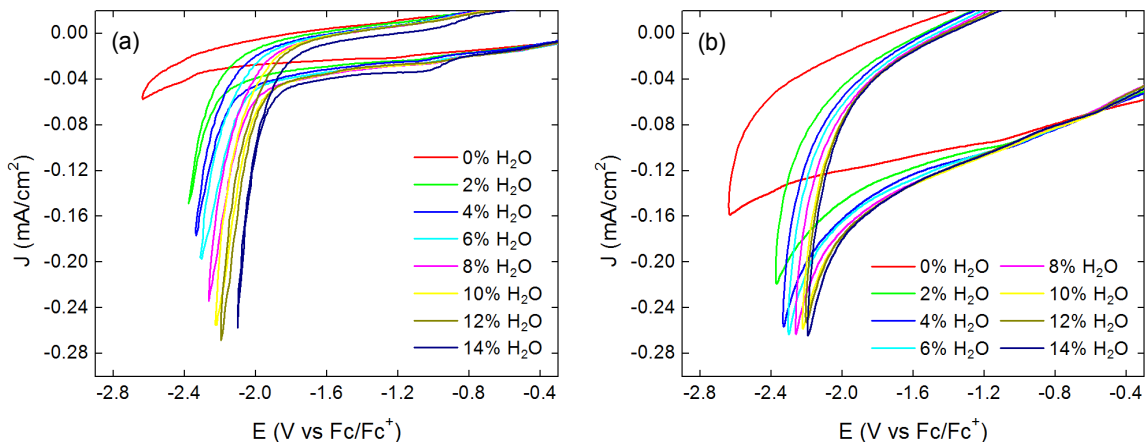 (a)
0.00
-0.04
-0.08
-0.12
-0.16
-0.20
-0.24
-0.28
J (mA/cm²)
0% H₂O
2% H₂O
4% H₂O
6% H₂O
8% H₂O
10% H₂O
12% H₂O
14% H₂O
-2.8 -2.4 -2.0 -1.6 -1.2 -0.8 -0.4
E (V vs Fc/Fc⁺)
(b)
0.00
-0.04
-0.08
-0.12
-0.16
-0.20
-0.24
-0.28
J (mA/cm²)
0% H₂O 8% H₂O
2% H₂O 10% H₂O
4% H₂O 12% H₂O
6% H₂O 14% H₂O
-2.8 -2.4 -2.0 -1.6 -1.2 -0.8 -0.4
E (V vs Fc/Fc⁺)